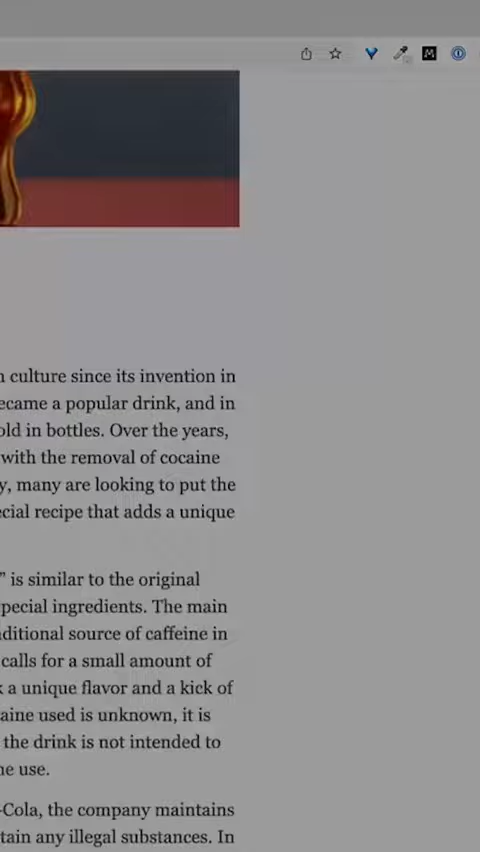 n culture since its invention in
ecame a popular drink, and in
old in bottles. Over the years,
with the removal of cocaine
y, many are looking to put the
ecial recipe that adds a unique
" is similar to the original
pecial ingredients. The main
ditional source of caffeine in
calls for a small amount of
k a unique flavor and a kick of
aine used is unknown, it is
the drink is not intended to
ne use.
-Cola, the company maintains
tain any illegal substances. In